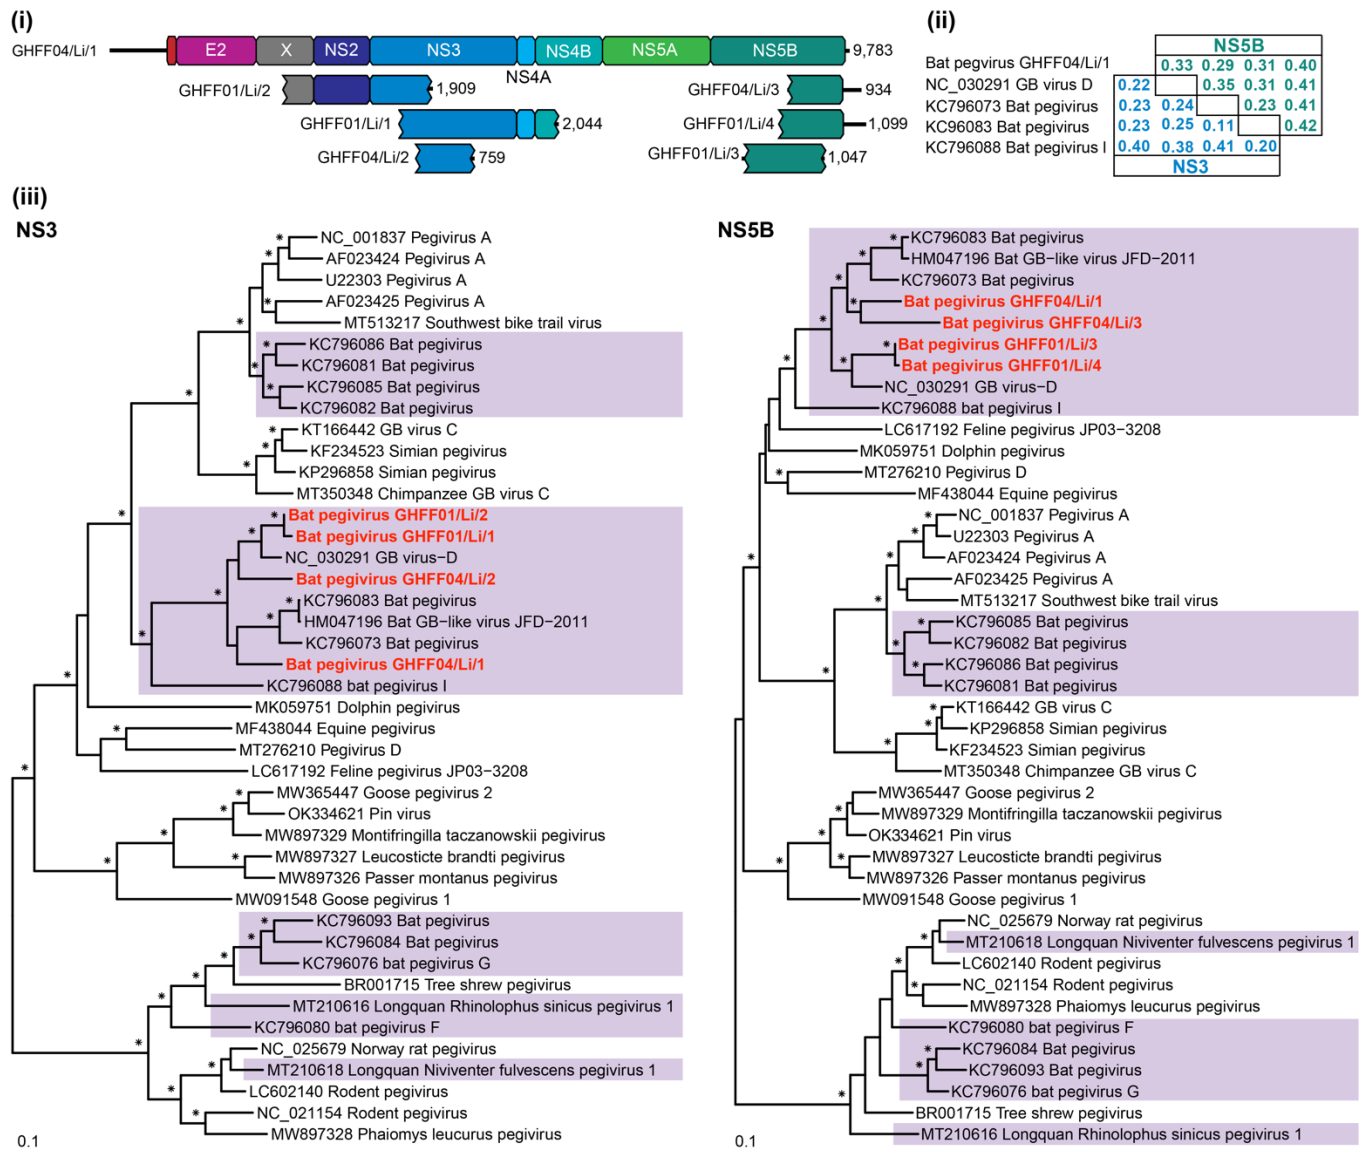 (i)
GHFF04/Li/1
E2
X
NS2
NS3
NS4A
NS4B
NS5A
NS5B
9,783
GHFF01/Li/2
1,909
GHFF01/Li/1
2,044
GHFF04/Li/2
759
GHFF04/Li/3
934
GHFF01/Li/4
1,099
GHFF01/Li/3
1,047
(ii)
NS5B
Bat pegvirus GHFF04/Li/1 0.33 0.29 0.31 0.40
NC_030291 GB virus D 0.22 0.35 0.31 0.41
KC796073 Bat pegivirus 0.23 0.24 0.23 0.41
KC96083 Bat pegivirus 0.23 0.25 0.11 0.42
KC796088 Bat pegivirus I 0.40 0.38 0.41 0.20
NS3
(iii)
NS3
NC_001837 Pegivirus A
AF023424 Pegivirus A
U22303 Pegivirus A
AF023425 Pegivirus A
MT513217 Southwest bike trail virus
KC796086 Bat pegivirus
KC796081 Bat pegivirus
KC796085 Bat pegivirus
KC796082 Bat pegivirus
KT166442 GB virus C
KF234523 Simian pegivirus
KP296858 Simian pegivirus
MT350348 Chimpanzee GB virus C
Bat pegivirus GHFF01/Li/2
Bat pegivirus GHFF01/Li/1
NC_030291 GB virus−D
Bat pegivirus GHFF04/Li/2
KC796083 Bat pegivirus
HM047196 Bat GB−like virus JFD−2011
KC796073 Bat pegivirus
Bat pegivirus GHFF04/Li/1
KC796088 bat pegivirus I
MK059751 Dolphin pegivirus
MF438044 Equine pegivirus
MT276210 Pegivirus D
LC617192 Feline pegivirus JP03−3208
MW365447 Goose pegivirus 2
OK334621 Pin virus
MW897329 Montifringilla taczanowskii pegivirus
MW897327 Leucosticte brandti pegivirus
MW897326 Passer montanus pegivirus
MW091548 Goose pegivirus 1
KC796093 Bat pegivirus
KC796084 Bat pegivirus
KC796076 bat pegivirus G
BR001715 Tree shrew pegivirus
MT210616 Longquan Rhinolophus sinicus pegivirus 1
KC796080 bat pegivirus F
NC_025679 Norway rat pegivirus
MT210618 Longquan Niviventer fulvescens pegivirus 1
LC602140 Rodent pegivirus
NC_021154 Rodent pegivirus
MW897328 Phaiomys leucurus pegivirus
0.1
NS5B
KC796083 Bat pegivirus
HM047196 Bat GB−like virus JFD−2011
KC796073 Bat pegivirus
Bat pegivirus GHFF04/Li/1
Bat pegivirus GHFF04/Li/3
Bat pegivirus GHFF01/Li/3
Bat pegivirus GHFF01/Li/4
NC_030291 GB virus−D
KC796088 bat pegivirus I
LC617192 Feline pegivirus JP03−3208
MK059751 Dolphin pegivirus
MT276210 Pegivirus D
MF438044 Equine pegivirus
NC_001837 Pegivirus A
U22303 Pegivirus A
AF023424 Pegivirus A
AF023425 Pegivirus A
MT513217 Southwest bike trail virus
KC796085 Bat pegivirus
KC796082 Bat pegivirus
KC796086 Bat pegivirus
KC796081 Bat pegivirus
KT166442 GB virus C
KP296858 Simian pegivirus
KF234523 Simian pegivirus
MT350348 Chimpanzee GB virus C
MW365447 Goose pegivirus 2
MW897329 Montifringilla taczanowskii pegivirus
OK334621 Pin virus
MW897327 Leucosticte brandti pegivirus
MW897326 Passer montanus pegivirus
MW091548 Goose pegivirus 1
NC_025679 Norway rat pegivirus
MT210618 Longquan Niviventer fulvescens pegivirus 1
LC602140 Rodent pegivirus
NC_021154 Rodent pegivirus
MW897328 Phaiomys leucurus pegivirus
KC796080 bat pegivirus F
KC796084 Bat pegivirus
KC796093 Bat pegivirus
KC796076 bat pegivirus G
BR001715 Tree shrew pegivirus
MT210616 Longquan Rhinolophus sinicus pegivirus 1
0.1